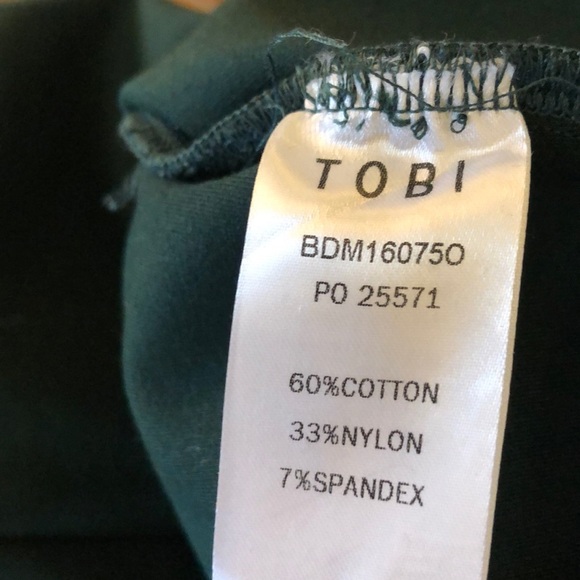 TOBI
BDM16075O
PO 25571
60%COTTON
33%NYLON
7%SPANDEX